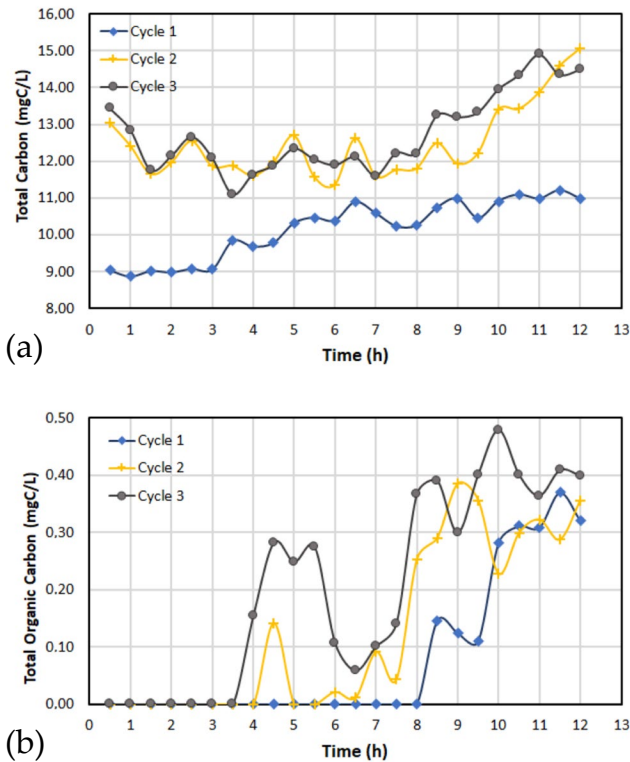 (a)
Total Carbon (mgC/L)
16.00
15.00
14.00
13.00
12.00
11.00
10.00
9.00
8.00
Cycle 1
Cycle 2
Cycle 3
0 1 2 3 4 5 6 7 8 9 10 11 12 13
Time (h)
(b)
Total Organic Carbon (mgC/L)
0.50
0.40
0.30
0.20
0.10
0.00
Cycle 1
Cycle 2
Cycle 3
0 1 2 3 4 5 6 7 8 9 10 11 12 13
Time (h)